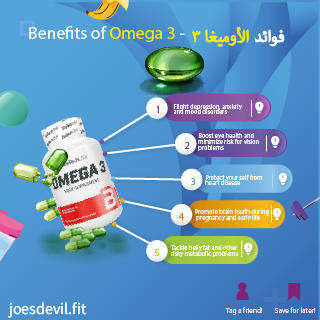 Benefits of Omega 3 - فوائد الأوميغا ٣
1
Flight depression, anxiety
and mood disorders
2
Boost eye health and
minimize risk for vision
problems
3
Protect your self from
heart disease
4
Promote brain health during
pregnancy and early life
5
Tackle belly fat and other
risky metabolic problems
OMEGA 3
joesdevil.fit
Tag a friend!
Save for later!